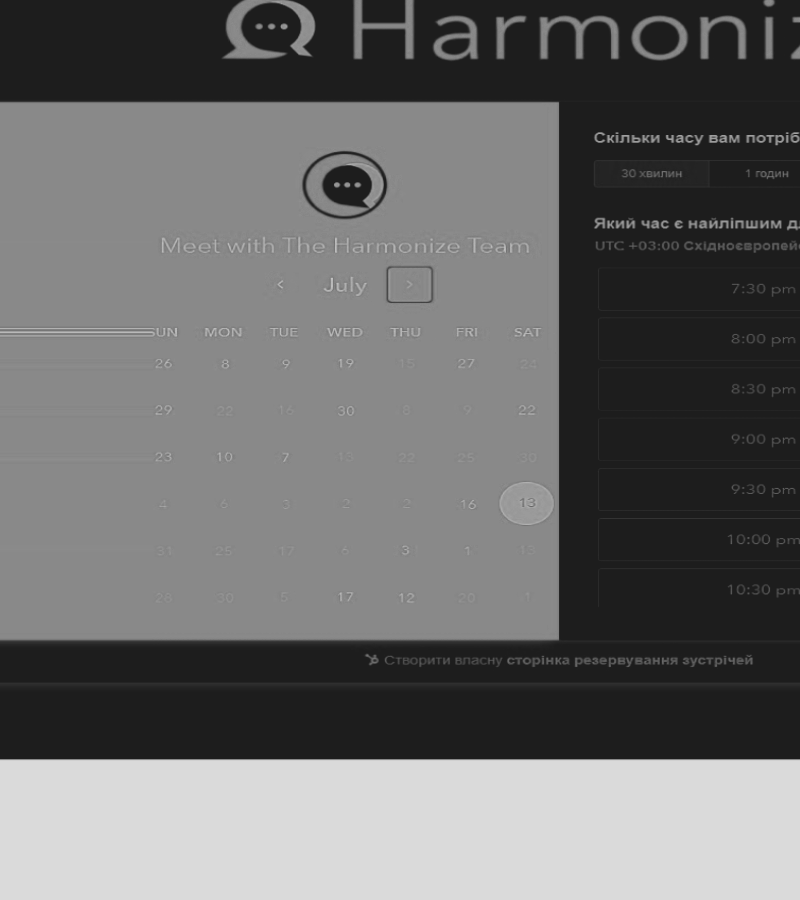 Harmoniz
Meet with The Harmonize Team
July
SUN MON TUE WED THU FRI SAT
26 8 9 19 15 27 24
29 22 16 30 8 9 22
23 10 7 13 22 25 30
4 6 3 2 2 16 13
31 25 17 6 3 1 12
28 30 5 17 12 20 1
Скільки часу вам потріб
30 хвилин 1 годин
Який час є найліпшим д
UTC +03:00 Східноєвропей
7:30 pm
8:00 pm
8:30 pm
9:00 pm
9:30 pm
10:00 pm
10:30 pm
Створити власну сторінка резервування зустрічей